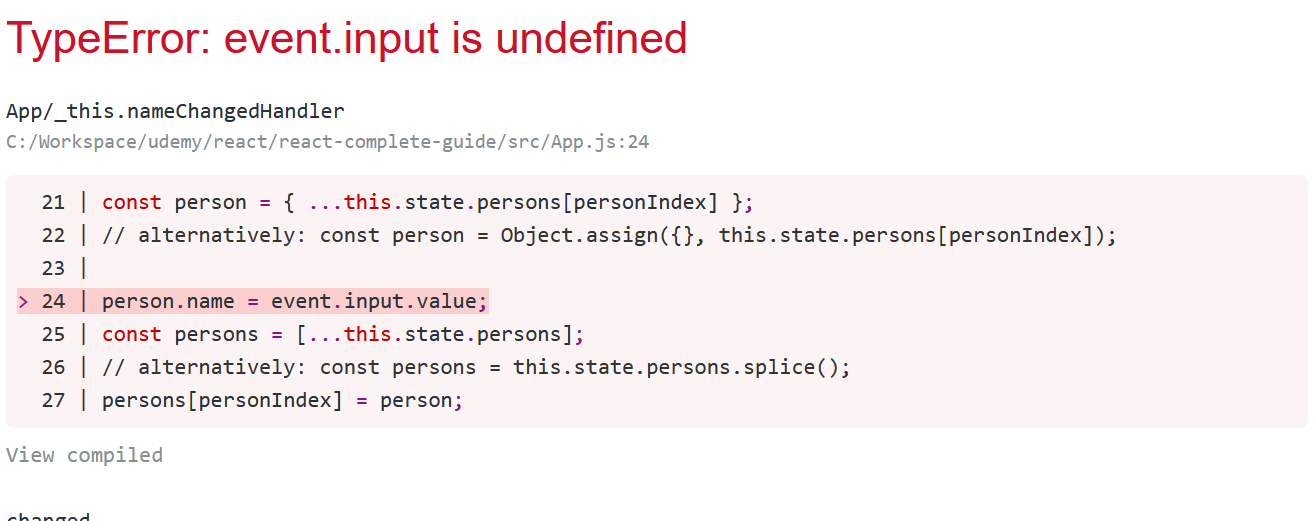 TypeError: event.input is undefined
App/_this.nameChangedHandler
C:/Workspace/udemy/react/react-complete-guide/src/App.js:24
21 | const person = { ...this.state.persons[personIndex] };
22 | // alternatively: const person = Object.assign({}, this.state.persons[personIndex]);
23 |
> 24 | person.name = event.input.value;
25 | const persons = [...this.state.persons];
26 | // alternatively: const persons = this.state.persons.splice();
27 | persons[personIndex] = person;
View compiled
changed